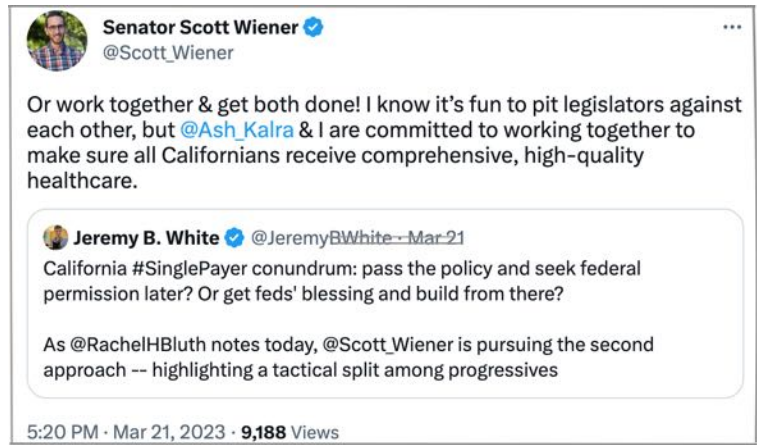 Senator Scott Wiener
@Scott_Wiener
Or work together & get both done! I know it's fun to pit legislators against
each other, but @Ash_Kalra & I are committed to working together to
make sure all Californians receive comprehensive, high-quality
healthcare.
Jeremy B. White @JeremyBWhite · Mar 21
California #SinglePayer conundrum: pass the policy and seek federal
permission later? Or get feds' blessing and build from there?
As @RachelHBluth notes today, @Scott_Wiener is pursuing the second
approach -- highlighting a tactical split among progressives
5:20 PM · Mar 21, 2023 · 9,188 Views